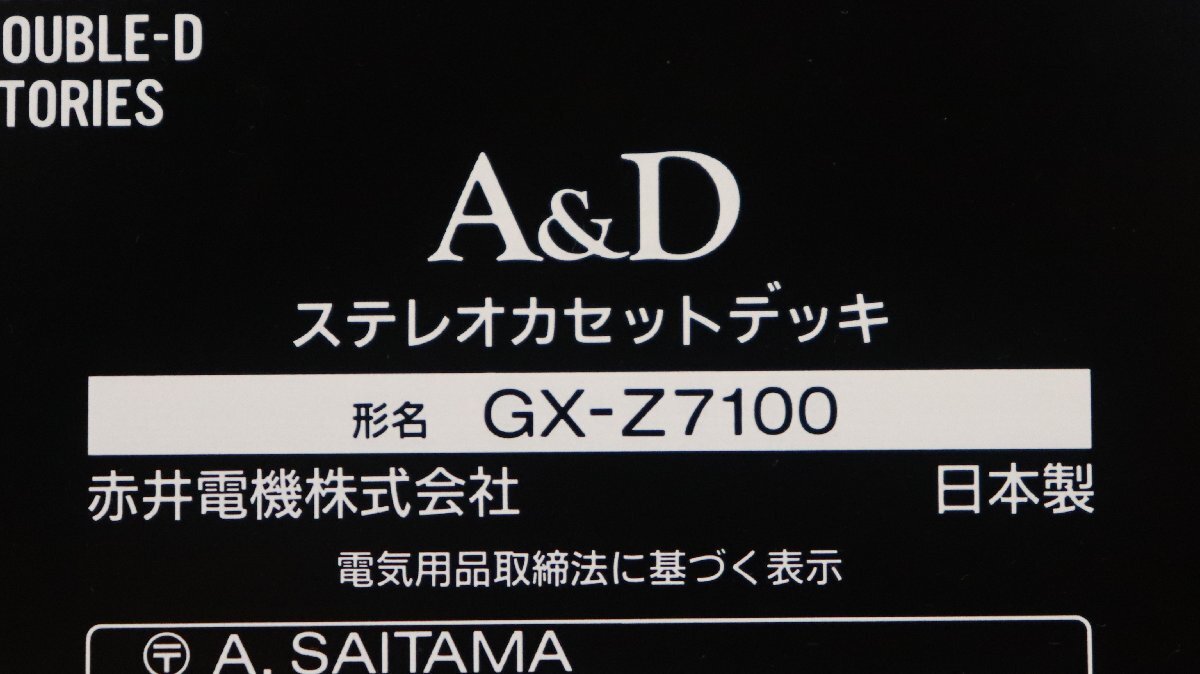 OUBLE-D
TORIES
A&D
ステレオカセットデッキ
形名 GX-Z7100
赤井電機株式会社 日本製
電気用品取締法に基づく表示
〶 A. SAITAMA